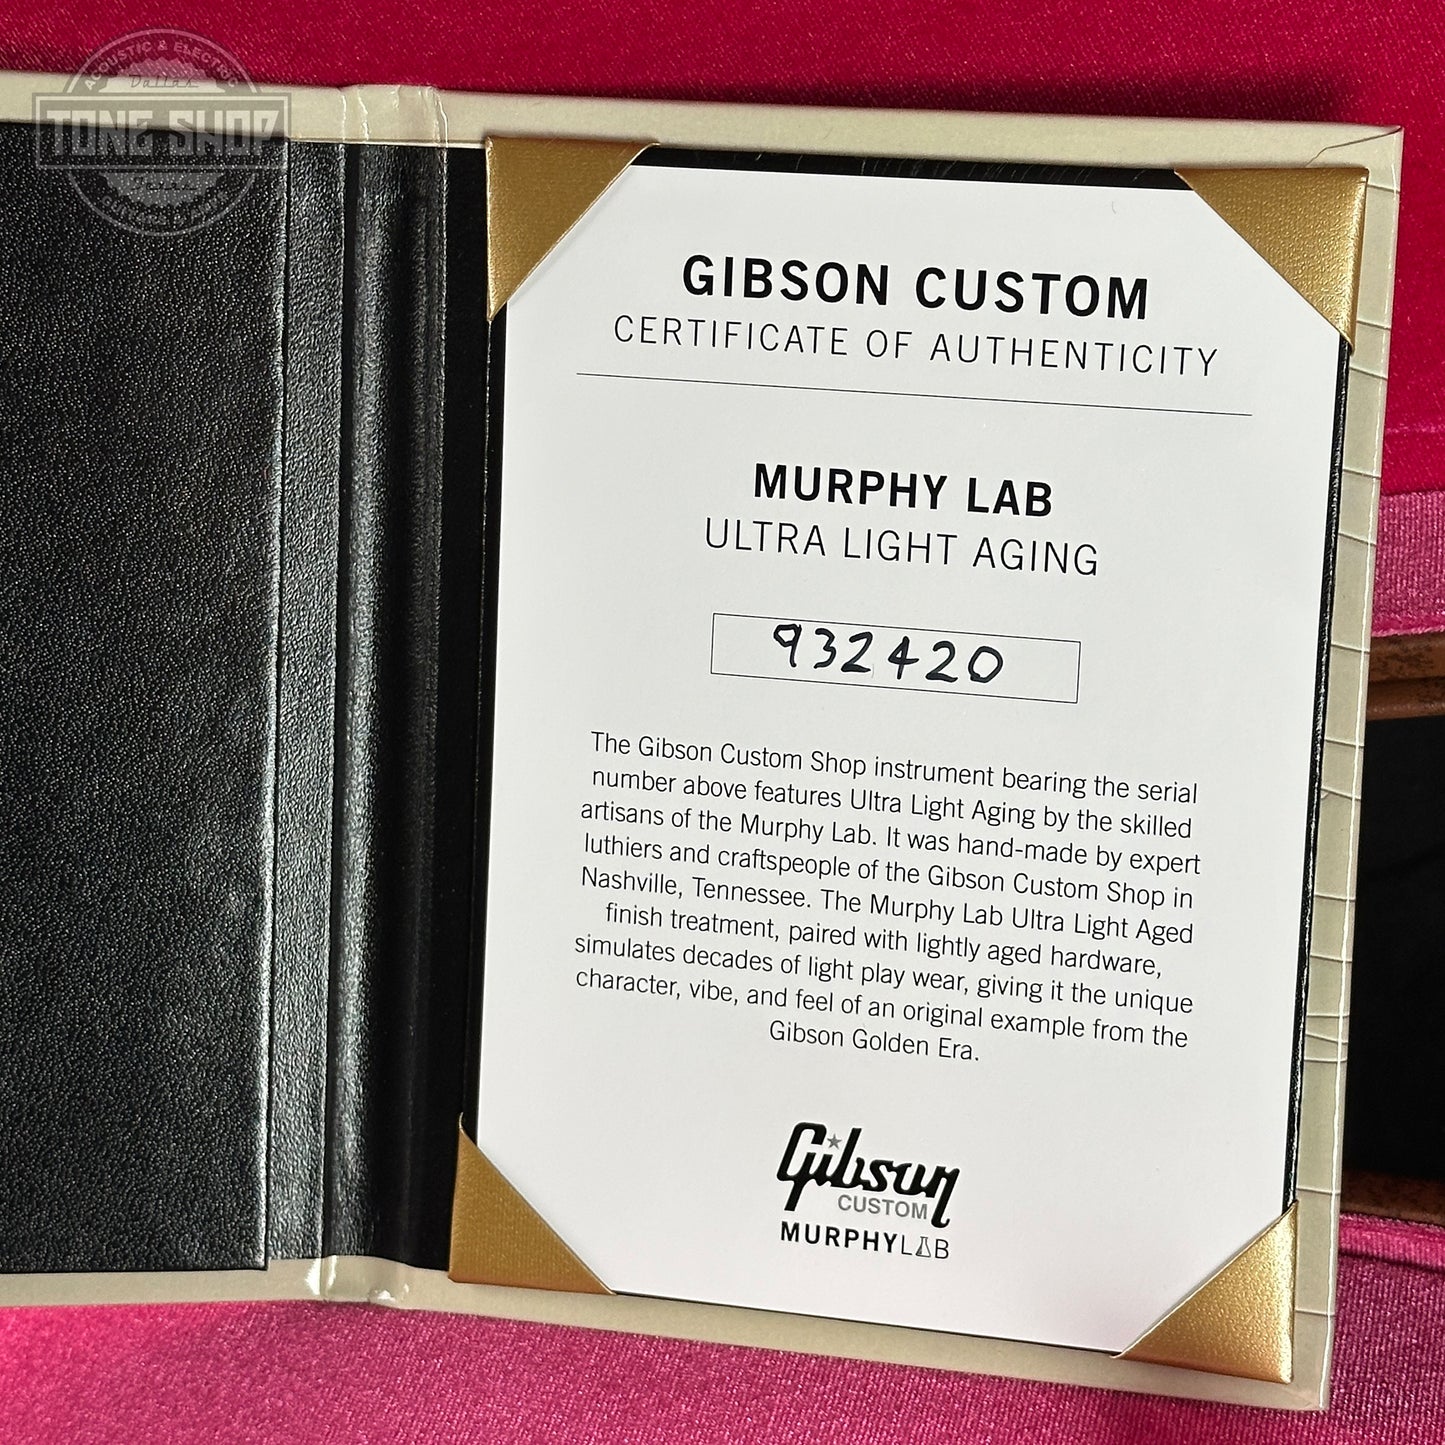 ACOUSTIC & ELECTRIC
Dallas
TONE SHOP
Texas
GIBSON CUSTOM
CERTIFICATE OF AUTHENTICITY
MURPHY LAB
ULTRA LIGHT AGING
932420
The Gibson Custom Shop instrument bearing the serial
number above features Ultra Light Aging by the skilled
artisans of the Murphy Lab. It was hand-made by expert
luthiers and craftspeople of the Gibson Custom Shop in
Nashville, Tennessee. The Murphy Lab Ultra Light Aged
finish treatment, paired with lightly aged hardware,
simulates decades of light play wear, giving it the unique
character, vibe, and feel of an original example from the
Gibson Golden Era.
Gibson
CUSTOM
MURPHYLAB